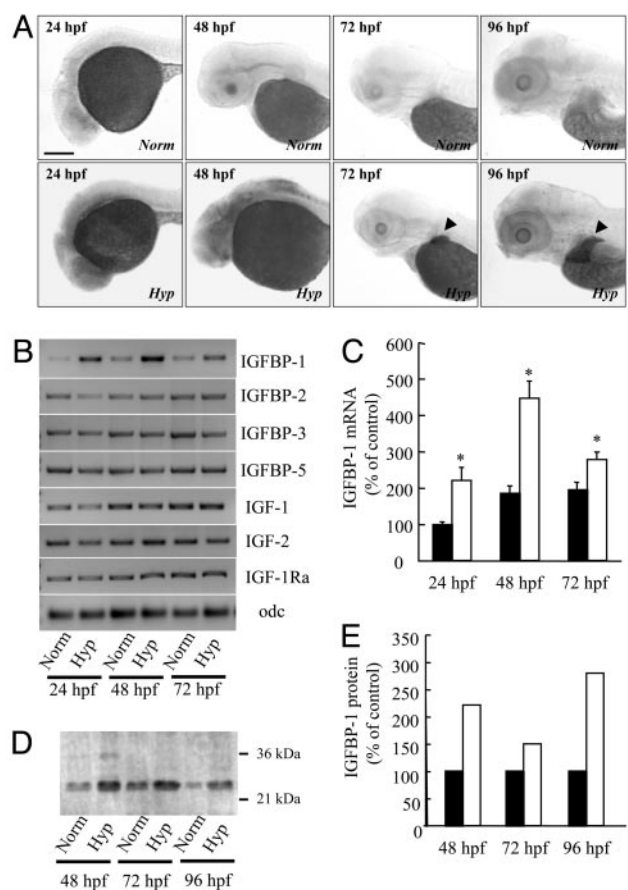 A
24 hpf
48 hpf
72 hpf
96 hpf
Norm
Norm
Norm
Norm
24 hpf
48 hpf
72 hpf
96 hpf
Hyp
Hyp
Hyp
Hyp
B
IGFBP-1
IGFBP-2
IGFBP-3
IGFBP-5
IGF-1
IGF-2
IGF-1Ra
odc
Norm Hyp Norm Hyp Norm Hyp
24 hpf 48 hpf 72 hpf
C
IGFBP-1 mRNA
(% of control)
600
500
400
300
200
100
0
* * *
24 hpf 48 hpf 72 hpf
D
36 kDa
21 kDa
Norm Hyp Norm Hyp Norm Hyp
48 hpf 72 hpf 96 hpf
E
IGFBP-1 protein
(% of control)
350
300
250
200
150
100
50
0
48 hpf 72 hpf 96 hpf